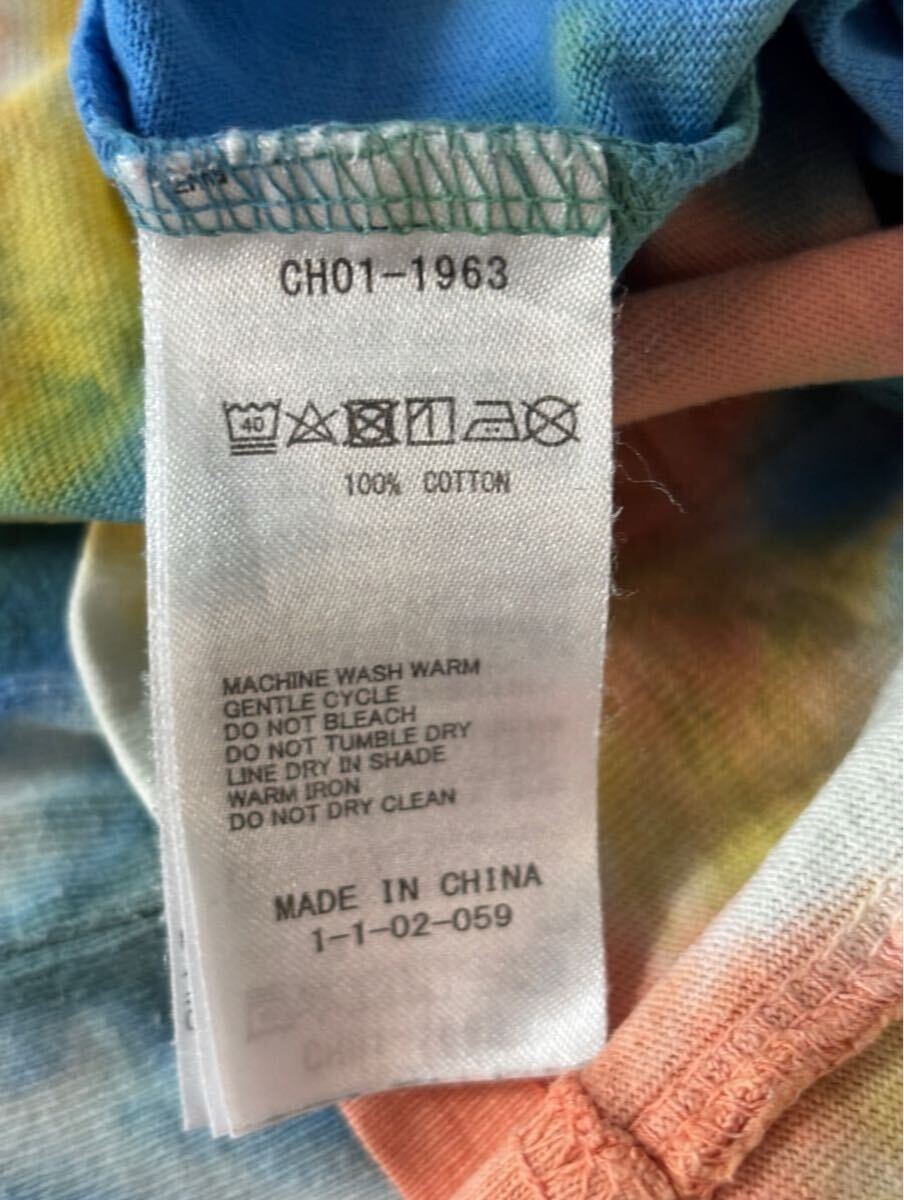 CH01-1963
40
100% COTTON
MACHINE WASH WARM
GENTLE CYCLE
DO NOT BLEACH
DO NOT TUMBLE DRY
LINE DRY IN SHADE
WARM IRON
DO NOT DRY CLEAN
MADE IN CHINA
1-1-02-059